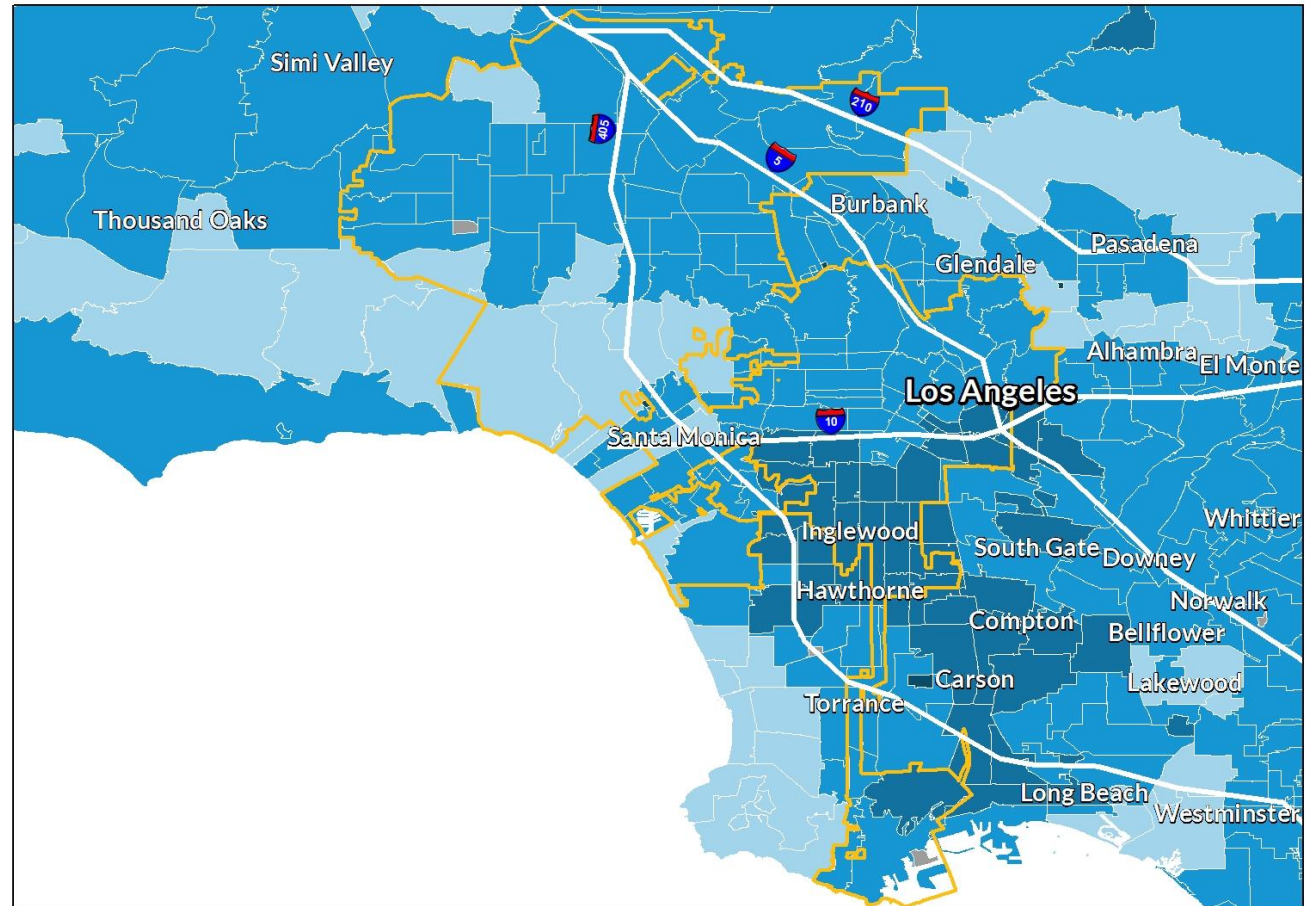 Simi Valley
405
210
5
Thousand Oaks
Burbank
Pasadena
Glendale
Alhambra
El Monte
Los Angeles
10
Santa Monica
Whittier
Inglewood
South Gate
Downey
Hawthorne
Norwalk
Compton
Bellflower
Carson
Lakewood
Torrance
Long Beach
Westminster